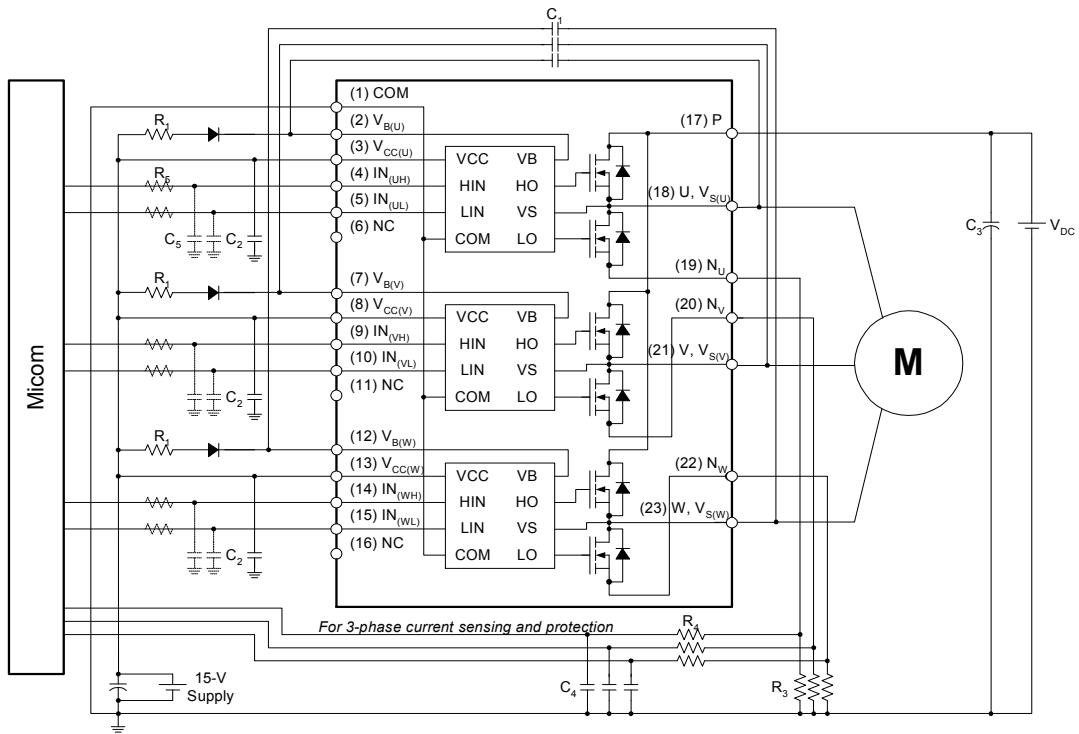 C1
(1) COM
(2) VB(U)
(3) VCC(U)
(4) IN(UH)
(5) IN(UL)
(6) NC
(7) VB(V)
(8) VCC(V)
(9) IN(VH)
(10) IN(VL)
(11) NC
(12) VB(W)
(13) VCC(W)
(14) IN(WH)
(15) IN(WL)
(16) NC
R1
R5
C5
C2
R1
C2
R1
C2
VCC VB
HIN HO
LIN VS
COM LO
VCC VB
HIN HO
LIN VS
COM LO
VCC VB
HIN HO
LIN VS
COM LO
(17) P
(18) U, VS(U)
(19) NU
(20) NV
(21) V, VS(V)
(22) NW
(23) W, VS(W)
C3
VDC
M
Micom
For 3-phase current sensing and protection
R4
15-V
Supply
C4
R3